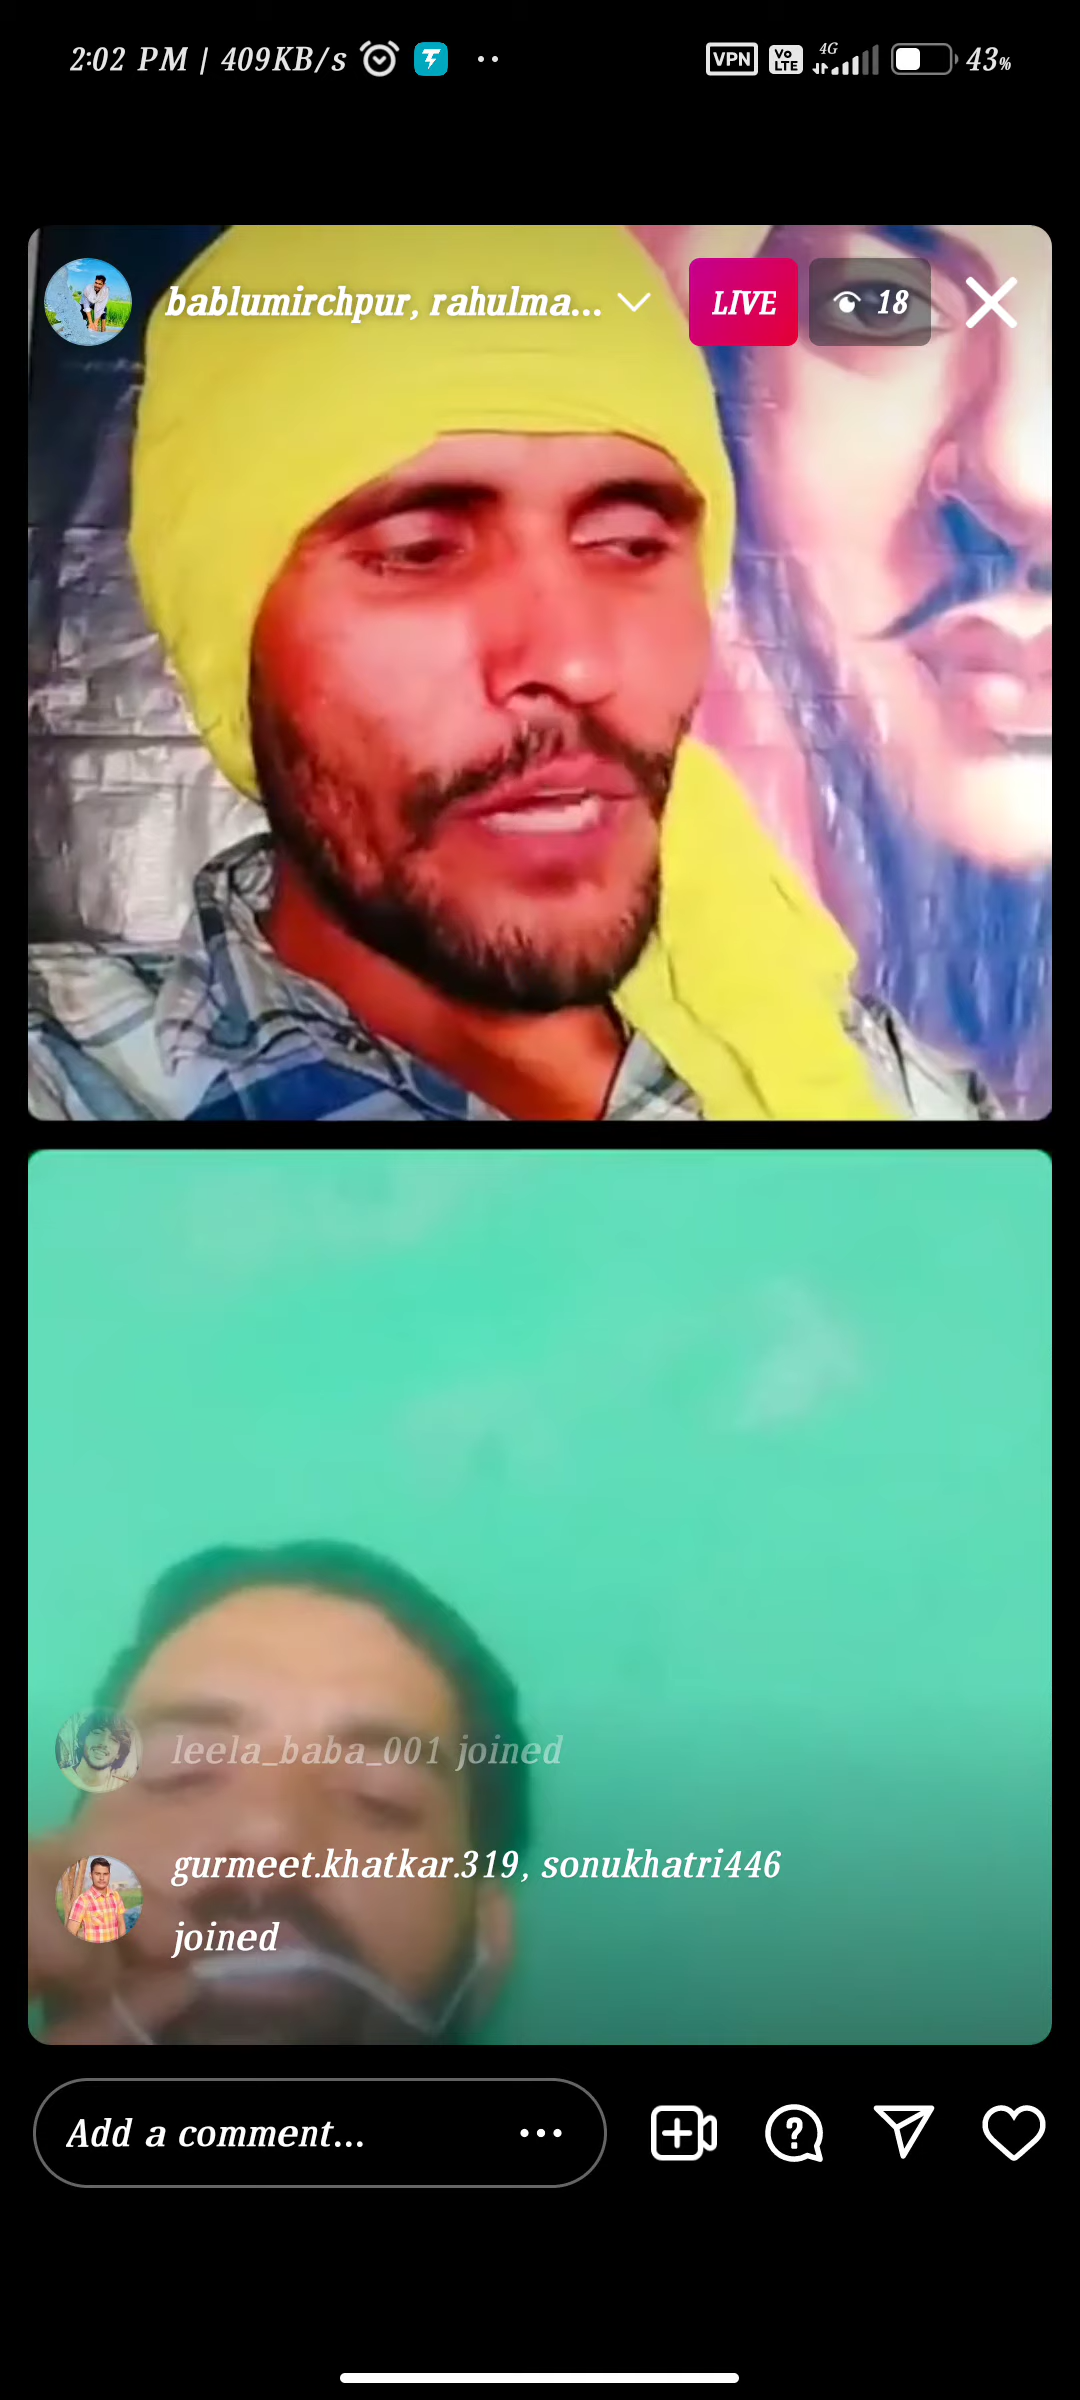 2:02 PM | 409KB/s
VPN
Vo LTE
4G
43%
bablumirchpur, rahulma...
LIVE
18
leela_baba_001 joined
gurmeet.khatkar.319, sonukhatri446
joined
Add a comment...